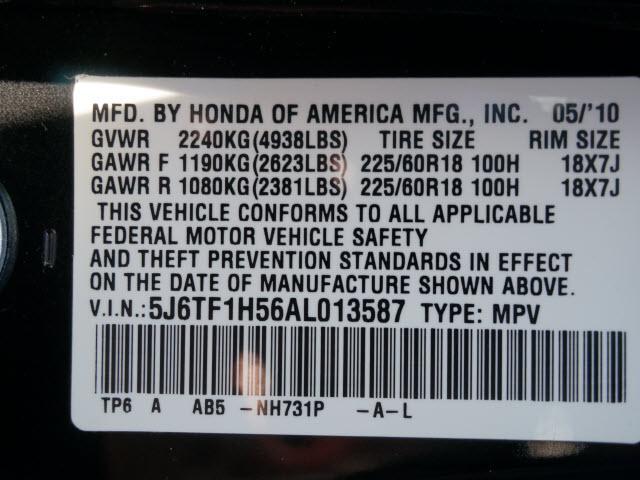 MFD. BY HONDA OF AMERICA MFG., INC. 05/'10
GVWR 2240KG(4938LBS) TIRE SIZE RIM SIZE
GAWR F 1190KG(2623LBS) 225/60R18 100H 18X7J
GAWR R 1080KG(2381LBS) 225/60R18 100H 18X7J
THIS VEHICLE CONFORMS TO ALL APPLICABLE
FEDERAL MOTOR VEHICLE SAFETY
AND THEFT PREVENTION STANDARDS IN EFFECT
ON THE DATE OF MANUFACTURE SHOWN ABOVE.
V.I.N.:5J6TF1H56AL013587 TYPE: MPV
TP6 A AB5 -NH731P -A-L